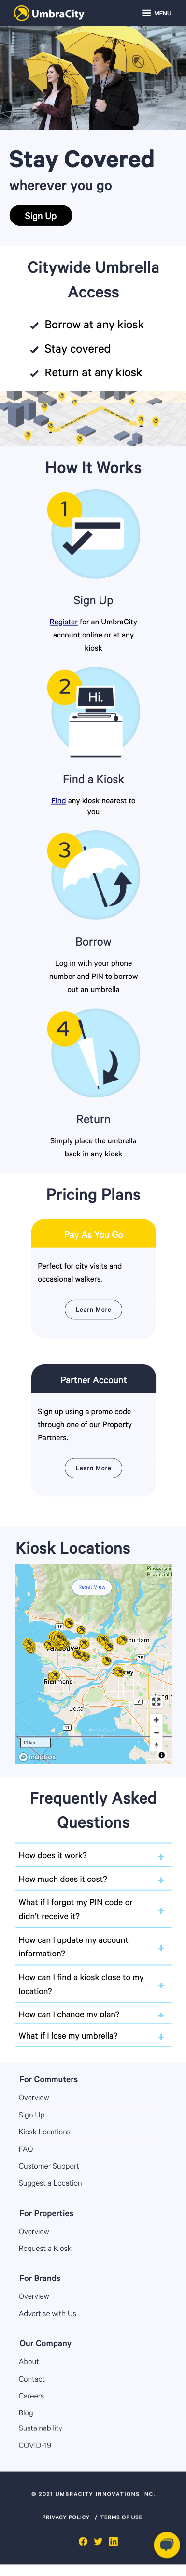 UmbraCity
MENU
Stay Covered
wherever you go
Sign Up
Citywide Umbrella
Access
Borrow at any kiosk
Stay covered
Return at any kiosk
How It Works
1
Sign Up
Register for an UmbraCity
account online or at any
kiosk
2
Hi.
Find a Kiosk
Find any kiosk nearest to
you
3
Borrow
Log in with your phone
number and PIN to borrow
out an umbrella
4
Return
Simply place the umbrella
back in any kiosk
Pricing Plans
Pay As You Go
Perfect for city visits and
occasional walkers.
Learn More
Partner Account
Sign up using a promo code
through one of our Property
Partners.
Learn More
Kiosk Locations
Reset View
99
Richmond
Delta
17
10 km
mapbox
Frequently Asked
Questions
How does it work?
How much does it cost?
What if I forgot my PIN code or
didn't receive it?
How can I update my account
information?
How can I find a kiosk close to my
location?
How can I change my plan?
What if I lose my umbrella?
For Commuters
Overview
Sign Up
Kiosk Locations
FAQ
Customer Support
Suggest a Location
For Properties
Overview
Request a Kiosk
For Brands
Overview
Advertise with Us
Our Company
About
Contact
Careers
Blog
Sustainability
COVID-19
© 2021 UMBRACITY INNOVATIONS INC.
PRIVACY POLICY / TERMS OF USE